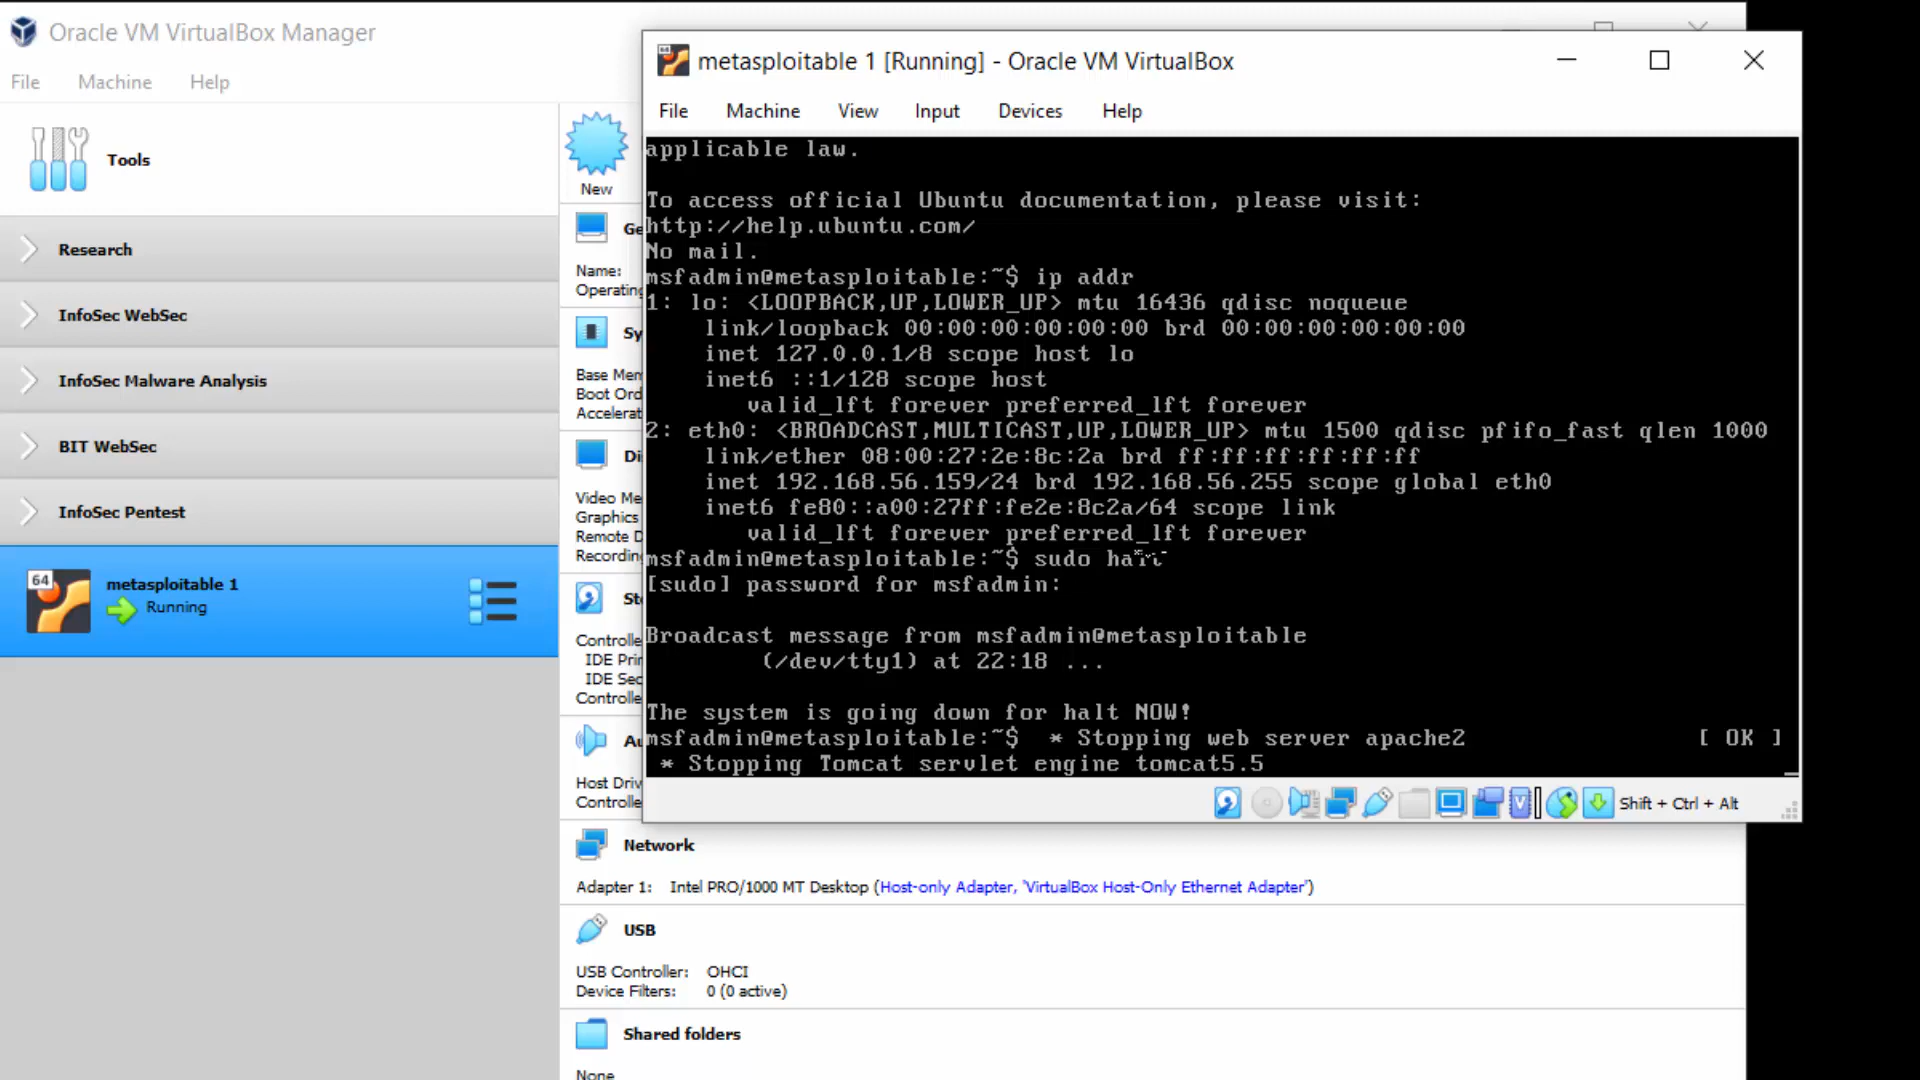 Oracle VM VirtualBox Manager
File Machine Help
Tools
Research
InfoSec WebSec
InfoSec Malware Analysis
BIT WebSec
InfoSec Pentest
64
metasploitable 1
Running
New
Name:
Video
Graphics
Controller
Network
Adapter 1: Intel PRO/1000 MT Desktop (Host-only Adapter, 'VirtualBox Host-Only Ethernet Adapter')
USB
USB Controller: OHCI
Device Filters: 0 (0 active)
Shared folders
None
64
metasploitable 1 [Running] - Oracle VM VirtualBox
File Machine View Input Devices Help
applicable law.
To access official Ubuntu documentation, please visit:
http://help.ubuntu.com/
No mail.
msfadmin@metasploitable:~$ ip addr
1: lo: <LOOPBACK,UP,LOWER_UP> mtu 16436 qdisc noqueue
link/loopback 00:00:00:00:00:00 brd 00:00:00:00:00:00
inet 127.0.0.1/8 scope host lo
inet6 ::1/128 scope host
valid_lft forever preferred_lft forever
2: eth0: <BROADCAST,MULTICAST,UP,LOWER_UP> mtu 1500 qdisc pfifo_fast qlen 1000
link/ether 08:00:27:2e:8c:2a brd ff:ff:ff:ff:ff:ff
inet 192.168.56.159/24 brd 192.168.56.255 scope global eth0
inet6 fe80::a00:27ff:fe2e:8c2a/64 scope link
valid_lft forever preferred_lft forever
msfadmin@metasploitable:~$ sudo
[sudo] password for msfadmin:
Broadcast message from msfadmin@metasploitable
(/dev/tty1) at 22:18 ...
The system is going down for halt NOW!
msfadmin@metasploitable:~$ * Stopping web server apache2 [ OK ]
* Stopping Tomcat servlet engine tomcat5.5
Shift + Ctrl + Alt